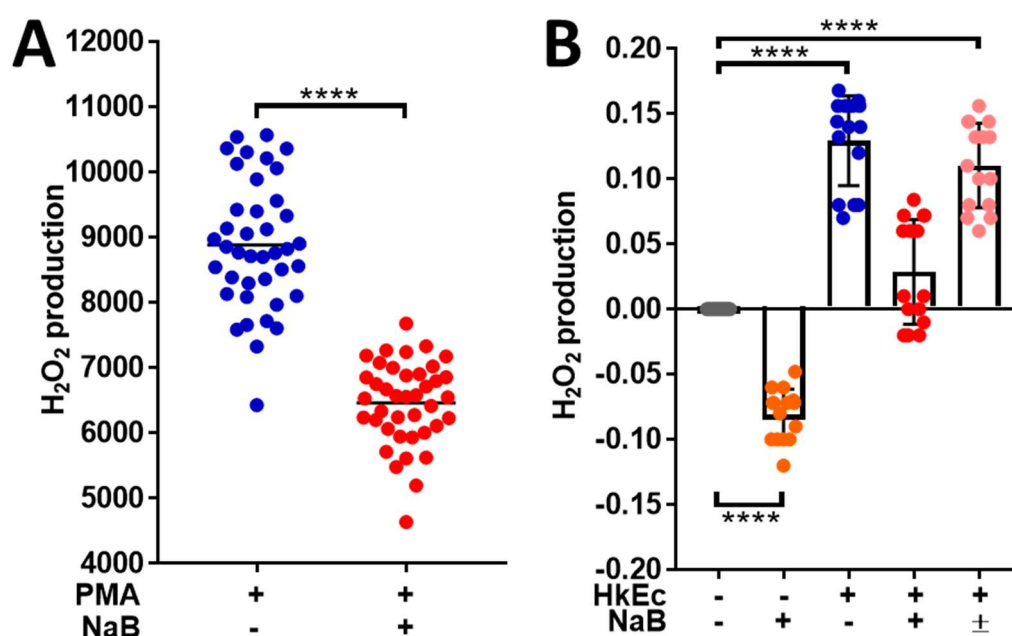 A
12000
11000
10000
9000
8000
7000
6000
5000
4000
H₂O₂ production
****
PMA + +
NaB - +
B
0.20
0.15
0.10
0.05
0.00
-0.05
-0.10
-0.15
-0.20
H₂O₂ production
****
****
****
HkEc - - + + +
NaB - + - + ±